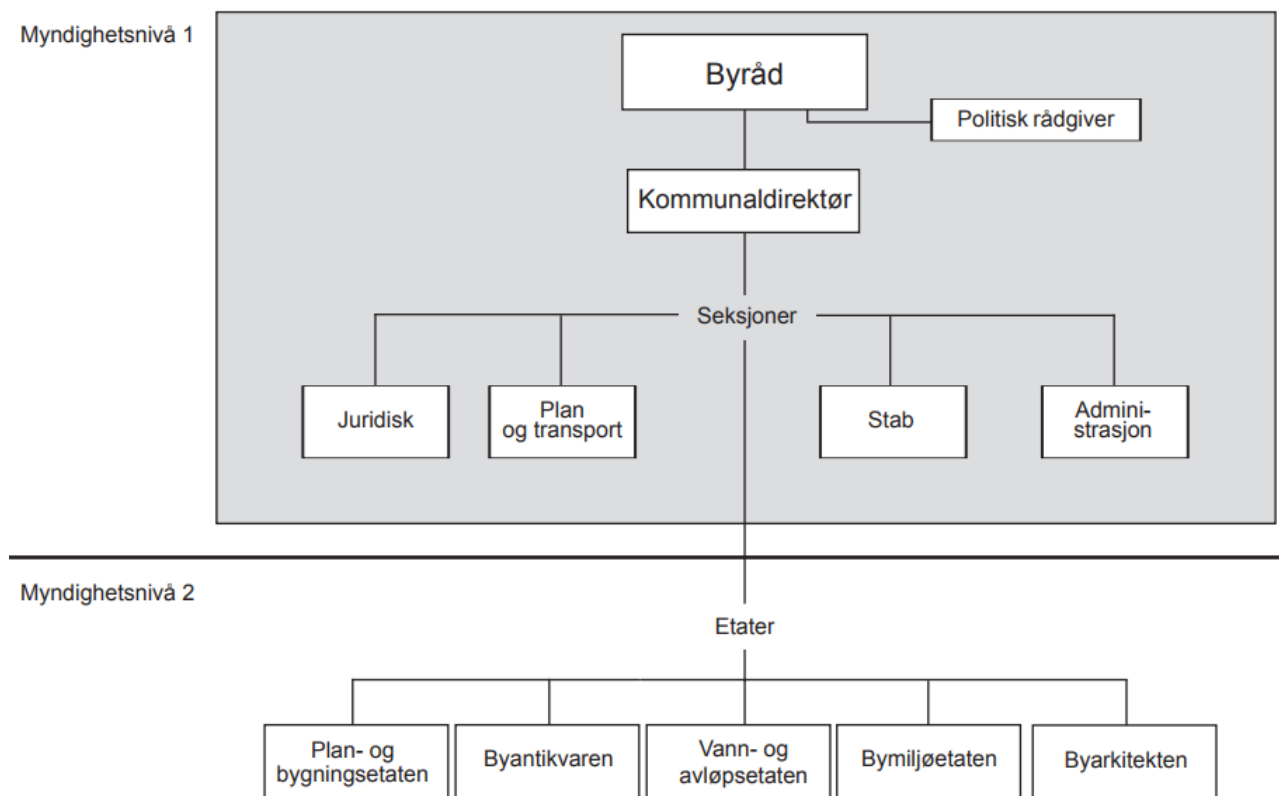 Myndighetsnivå 1
Byråd
Politisk rådgiver
Kommunaldirektør
Seksjoner
Juridisk
Plan
og transport
Stab
Admini-
strasjon
Myndighetsnivå 2
Etater
Plan- og
bygningsetaten
Byantikvaren
Vann- og
avløpsetaten
Bymiljøetaten
Byarkitekten